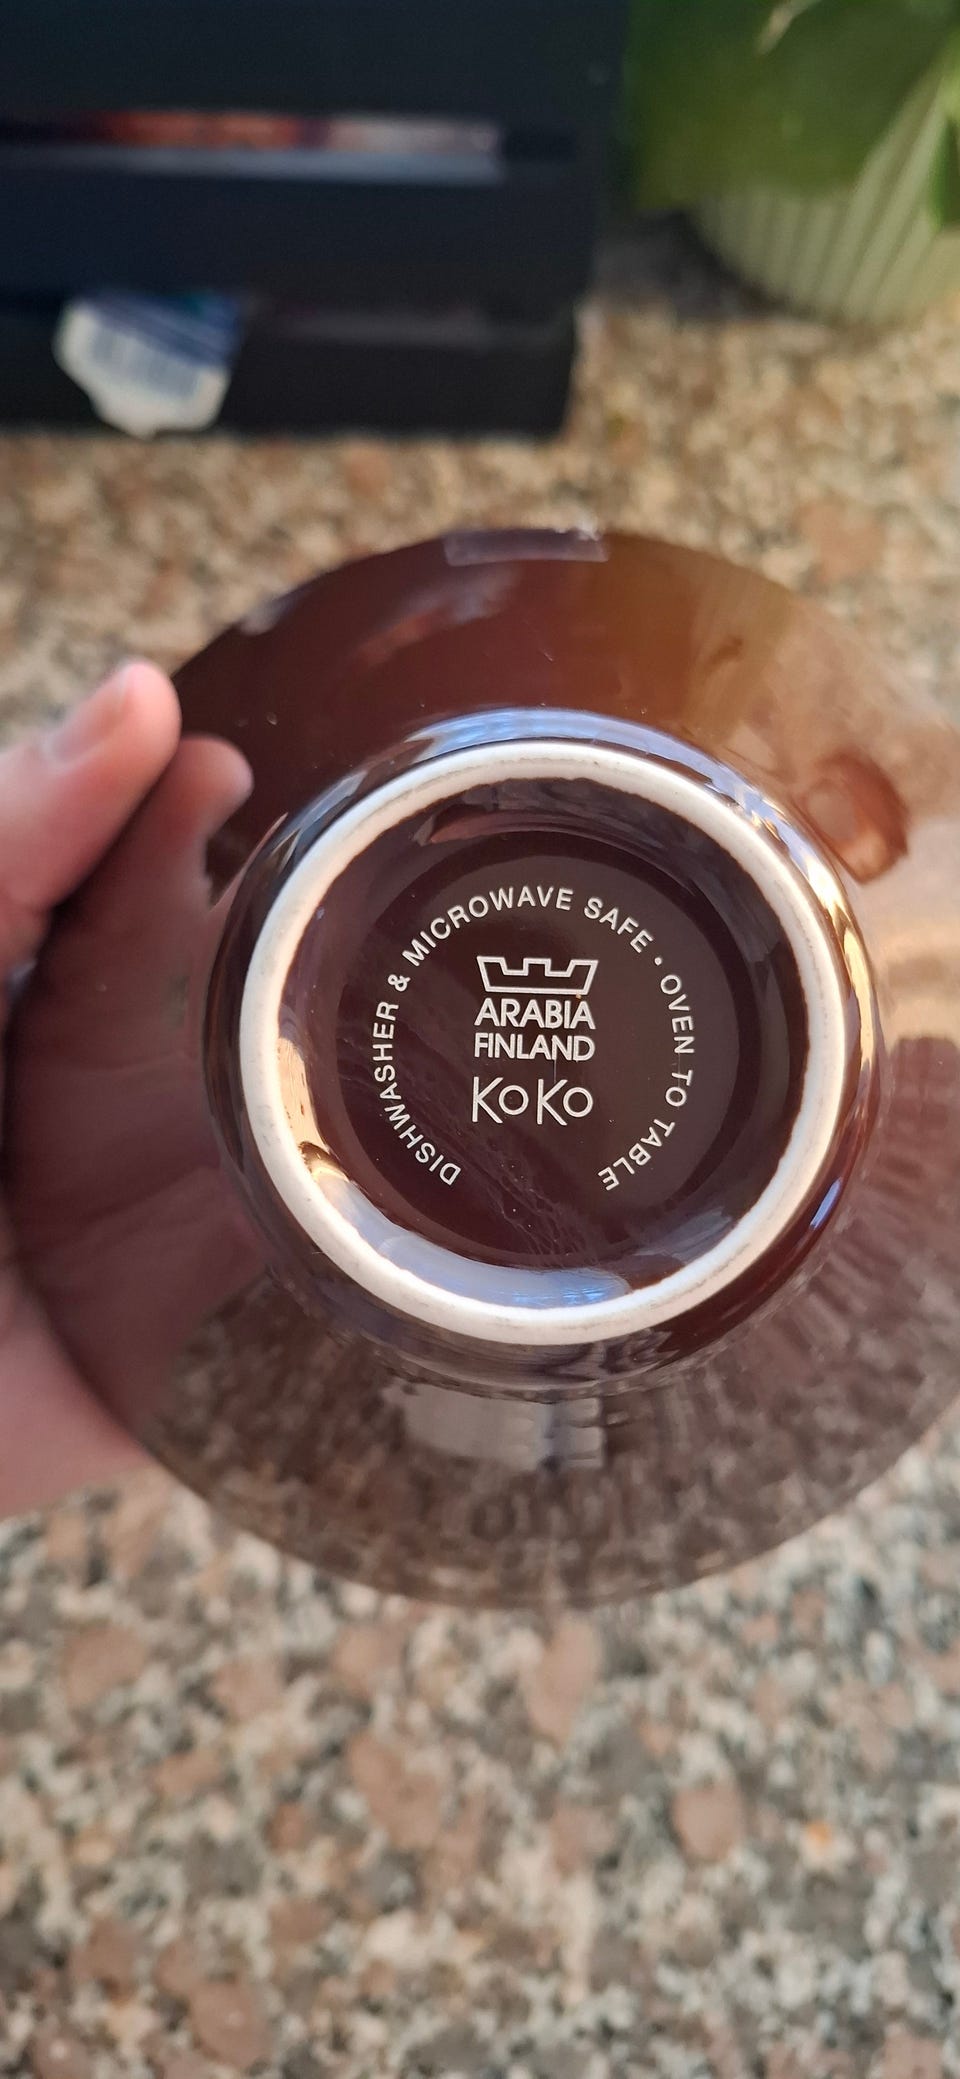 DISHWASHER & MICROWAVE SAFE • OVEN TO TABLE
ARABIA
FINLAND
KoKo